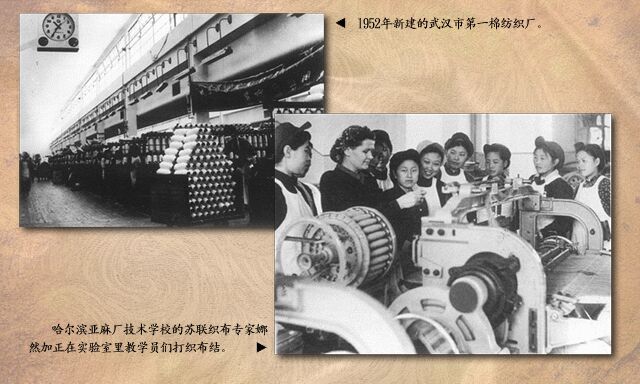 1952年新建的武汉市第一棉纺织厂。
哈尔滨亚麻厂技术学校的苏联织布专家娜
然加正在实验室里教学员们打织布结。